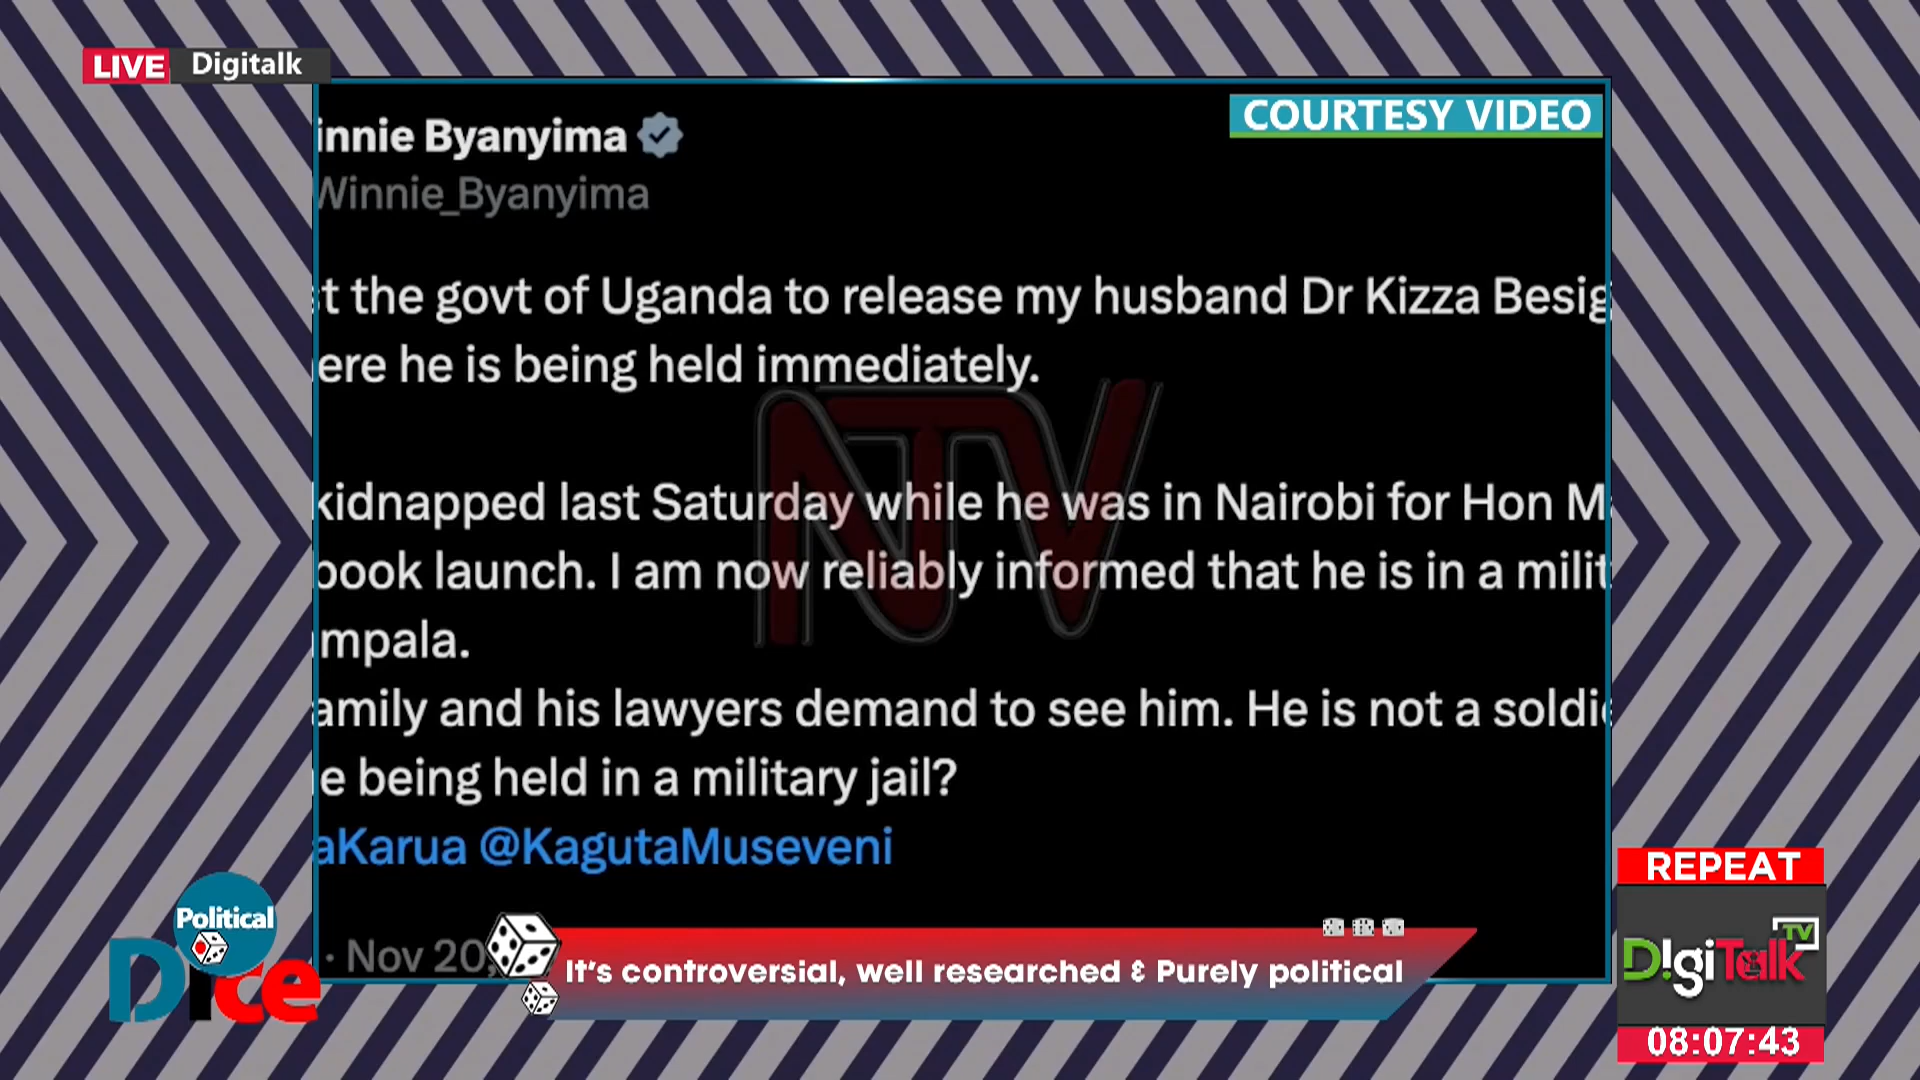 LIVE Digitalk
COURTESY VIDEO
innie Byanyima
Winnie_Byanyima
t the govt of Uganda to release my husband Dr Kizza Besig
ere he is being held immediately.
kidnapped last Saturday while he was in Nairobi for Hon M
book launch. I am now reliably informed that he is in a milit
mpala.
amily and his lawyers demand to see him. He is not a soldie
e being held in a military jail?
aKarua @KagutaMuseveni
· Nov 20,
NTV
Political
Dice
It's controversial, well researched & Purely political
REPEAT
DigiTalk TV
08:07:43